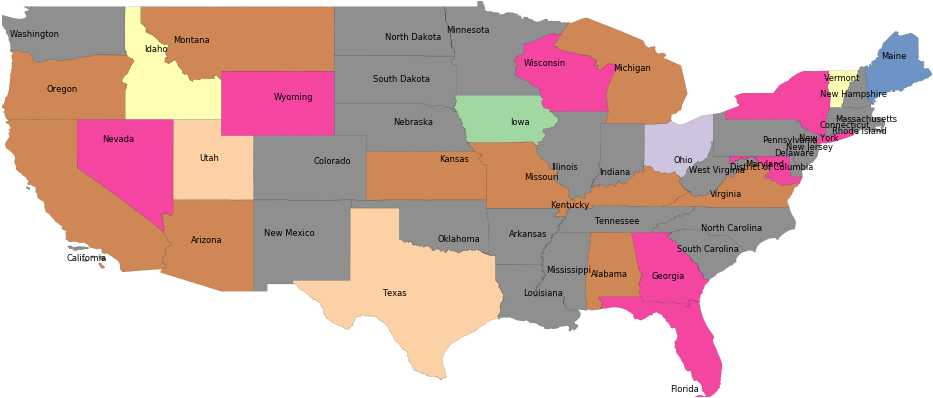 Washington
Idaho
Montana
North Dakota
Minnesota
Wisconsin
Michigan
Maine
Vermont
New Hampshire
Oregon
Wyoming
South Dakota
Nebraska
Iowa
Massachusetts
Connecticut
Rhode Island
New York
Pennsylvania
New Jersey
Delaware
Nevada
Utah
Colorado
Kansas
Missouri
Illinois
Indiana
Ohio
West Virginia
Maryland
District of Columbia
Virginia
Kentucky
California
Arizona
New Mexico
Oklahoma
Arkansas
Tennessee
North Carolina
South Carolina
Texas
Louisiana
Mississippi
Alabama
Georgia
Florida